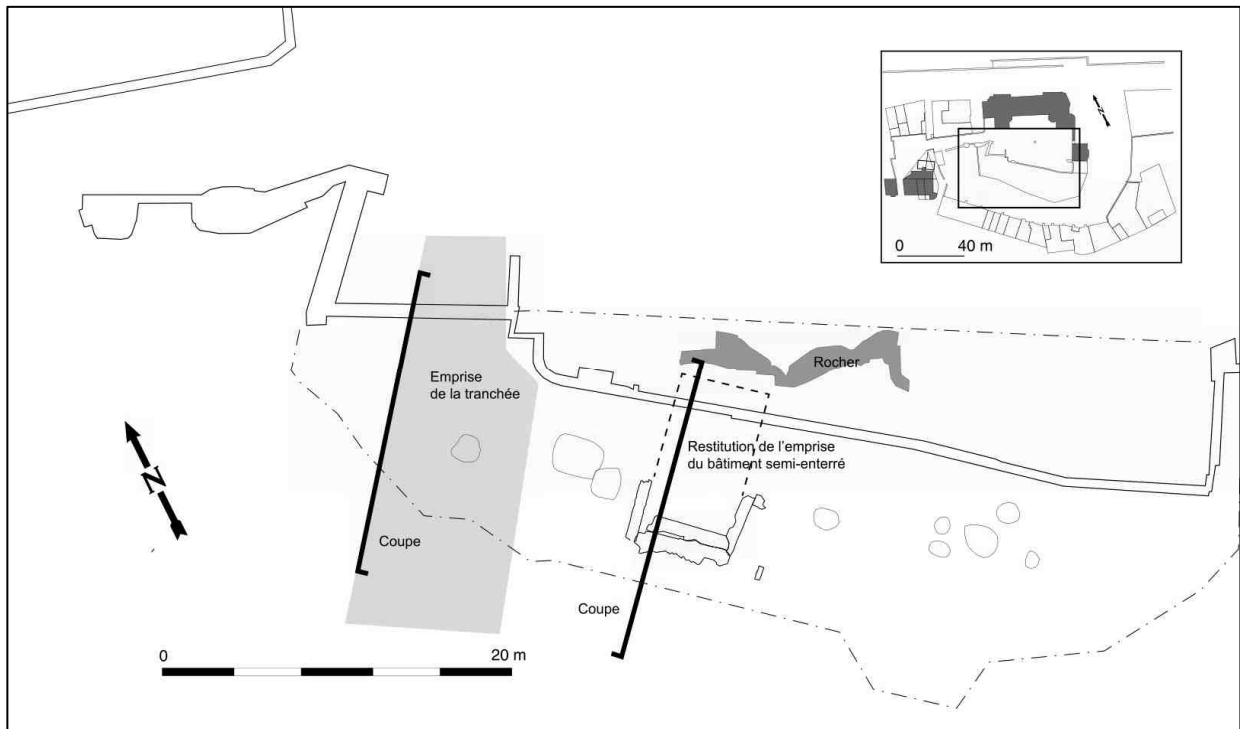 N
0 40 m
Rocher
Emprise
de la tranchée
Restitution de l'emprise
du bâtiment semi-enterré
N
Coupe
Coupe
0 20 m